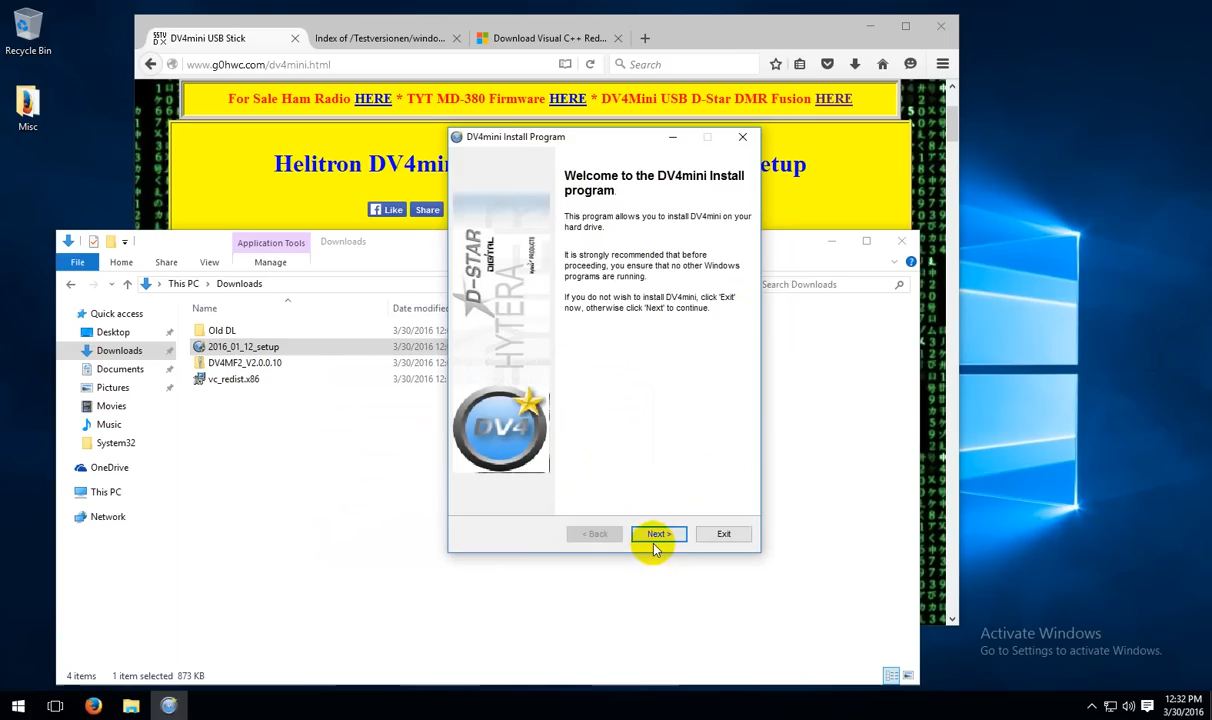 Recycle Bin
Misc
DV4mini USB Stick
Index of /Testversionen/windo...
Download Visual C++ Red...
www.g0hwc.com/dv4mini.html
Search
For Sale Ham Radio HERE * TYT MD-380 Firmware HERE * DV4Mini USB D-Star DMR Fusion HERE
Helitron DV4mi
etup
Like
Share
DV4mini Install Program
Welcome to the DV4mini Install
program
This program allows you to install DV4mini on your
hard drive.
It is strongly recommended that before
proceeding, you ensure that no other Windows
programs are running.
If you do not wish to install DV4mini, click 'Exit'
now, otherwise click 'Next' to continue.
D-STAR
DIGITAL
HYTERA
DV4
< Back
Next >
Exit
Application Tools
Downloads
File
Home
Share
View
Manage
This PC
Downloads
Search Downloads
Quick access
Desktop
Downloads
Documents
Pictures
Movies
Music
System32
OneDrive
This PC
Network
Name
Date modifie
Old DL
3/30/2016 12:
2016_01_12_setup
3/30/2016 12:
DV4MF2_V2.0.0.10
3/30/2016 12:
vc_redist.x86
3/30/2016 12:
4 items
1 item selected 873 KB
Activate Windows
Go to Settings to activate Windows.
12:32 PM
3/30/2016